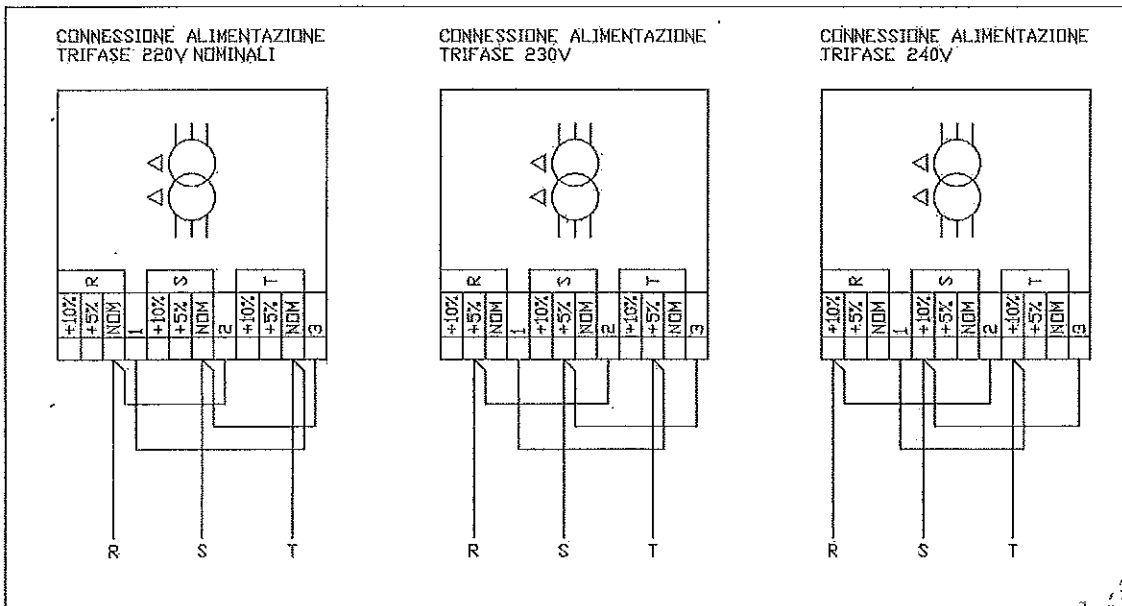 CONNESSIONE ALIMENTAZIONE
TRIFASE 220V NOMINALI
R
S
T
+10%
+5%
NOM
1
+10%
+5%
NOM
2
+10%
+5%
NOM
3
R
S
T
CONNESSIONE ALIMENTAZIONE
TRIFASE 230V
R
S
T
+10%
+5%
NOM
1
+10%
+5%
NOM
2
+10%
+5%
NOM
3
R
S
T
CONNESSIONE ALIMENTAZIONE
TRIFASE 240V
R
S
T
+10%
+5%
NOM
1
+10%
+5%
NOM
2
+10%
+5%
NOM
3
R
S
T